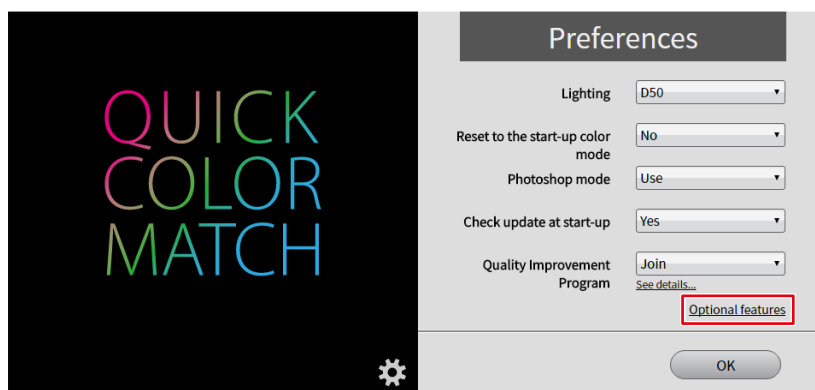 QUICK
COLOR
MATCH
Preferences
Lighting D50
Reset to the start-up color No
mode
Photoshop mode Use
Check update at start-up Yes
Quality Improvement Join
Program See details...
Optional features
OK